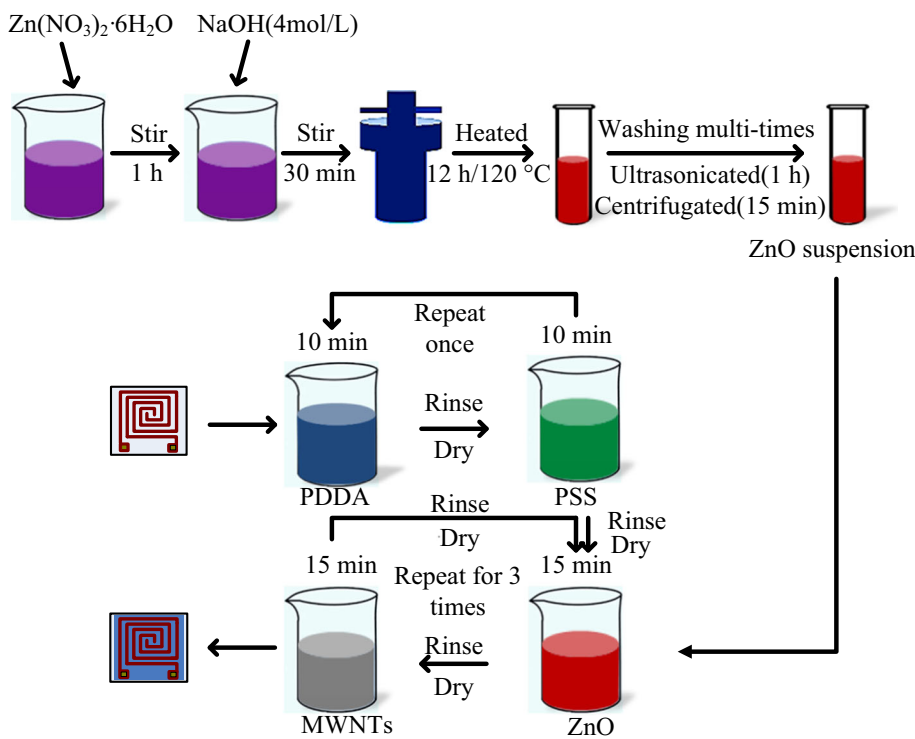 Zn(NO3)2·6H2O
NaOH(4mol/L)
Stir
1 h
Stir
30 min
Heated
12 h/120 °C
Washing multi-times
Ultrasonicated(1 h)
Centrifugated(15 min)
ZnO suspension
Repeat
once
10 min
10 min
Rinse
Dry
PDDA
PSS
Rinse
Dry
Rinse
Dry
15 min
15 min
Repeat for 3
times
Rinse
Dry
MWNTs
ZnO